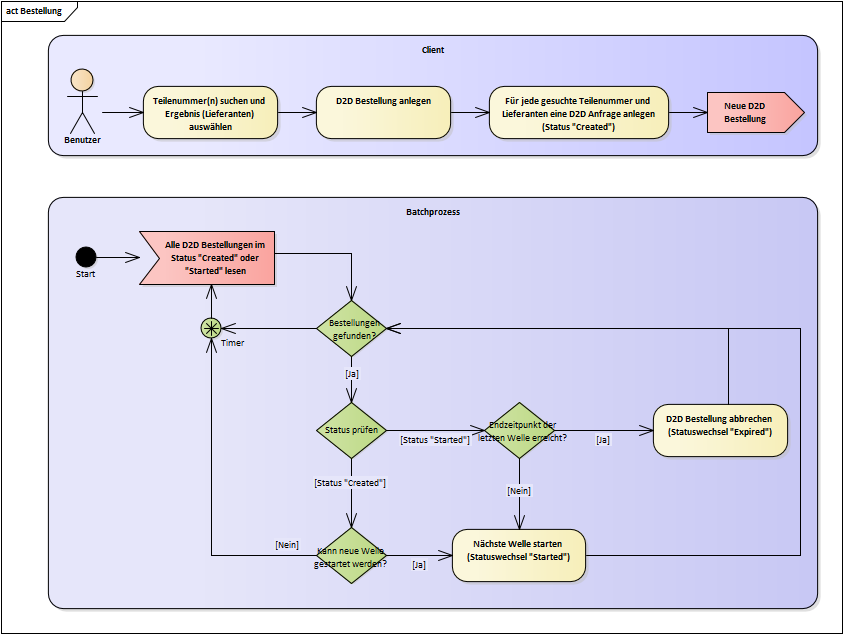 act Bestellung
Client
Benutzer
Teilenummer(n) suchen und
Ergebnis (Lieferanten)
auswählen
D2D Bestellung anlegen
Für jede gesuchte Teilenummer und
Lieferanten eine D2D Anfrage anlegen
(Status "Created")
Neue D2D
Bestellung
Batchprozess
Start
Alle D2D Bestellungen im
Status "Created" oder
"Started" lesen
Timer
Bestellungen
gefunden?
[Ja]
Status prüfen
[Status "Started"]
Endzeitpunkt der
letzten Welle erreicht?
[Ja]
D2D Bestellung abbrechen
(Statuswechsel "Expired")
[Status "Created"]
[Nein]
[Nein]
Kann neue Welle
gestartet werden?
[Ja]
Nächste Welle starten
(Statuswechsel "Started")